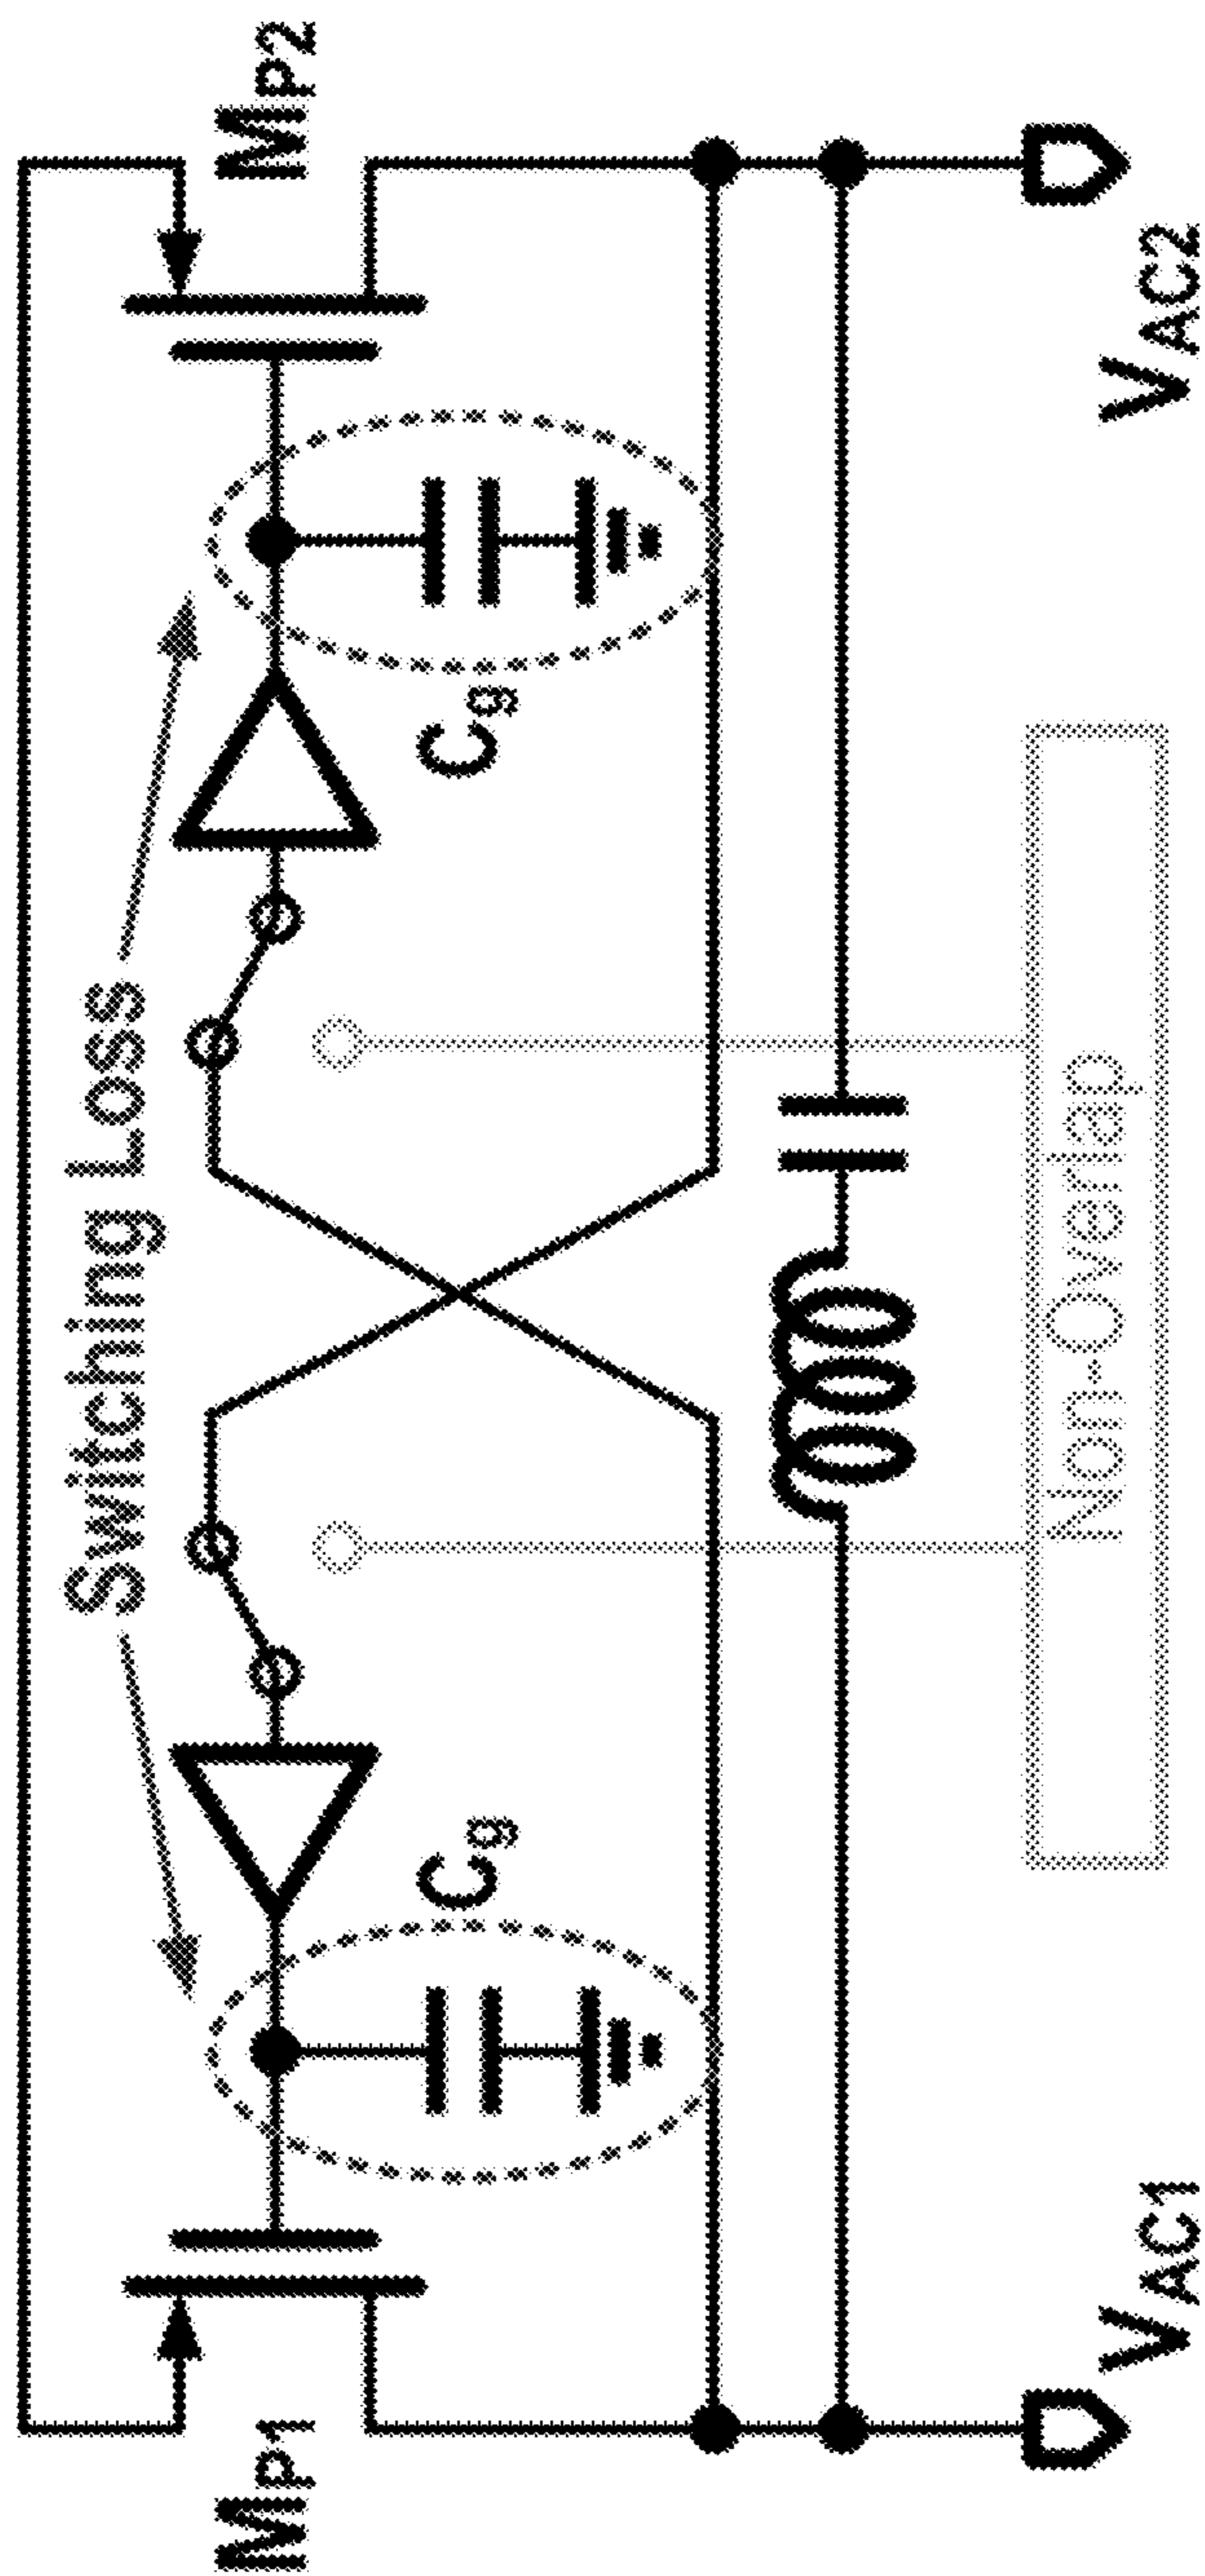 Switching Loss
MP1
MP2
Cg
Cg
Non-Overlap
VAC1
VAC2